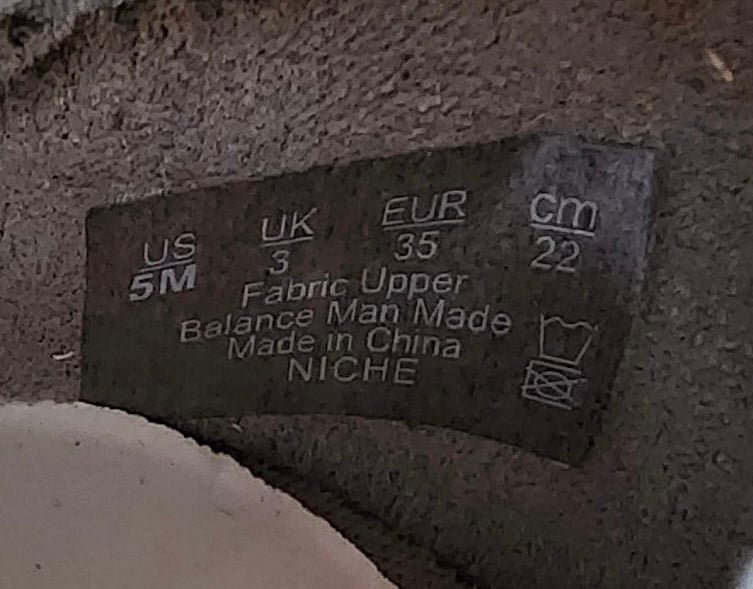 US UK EUR cm
5M 3 35 22
Fabric Upper
Balance Man Made
Made in China
NICHE